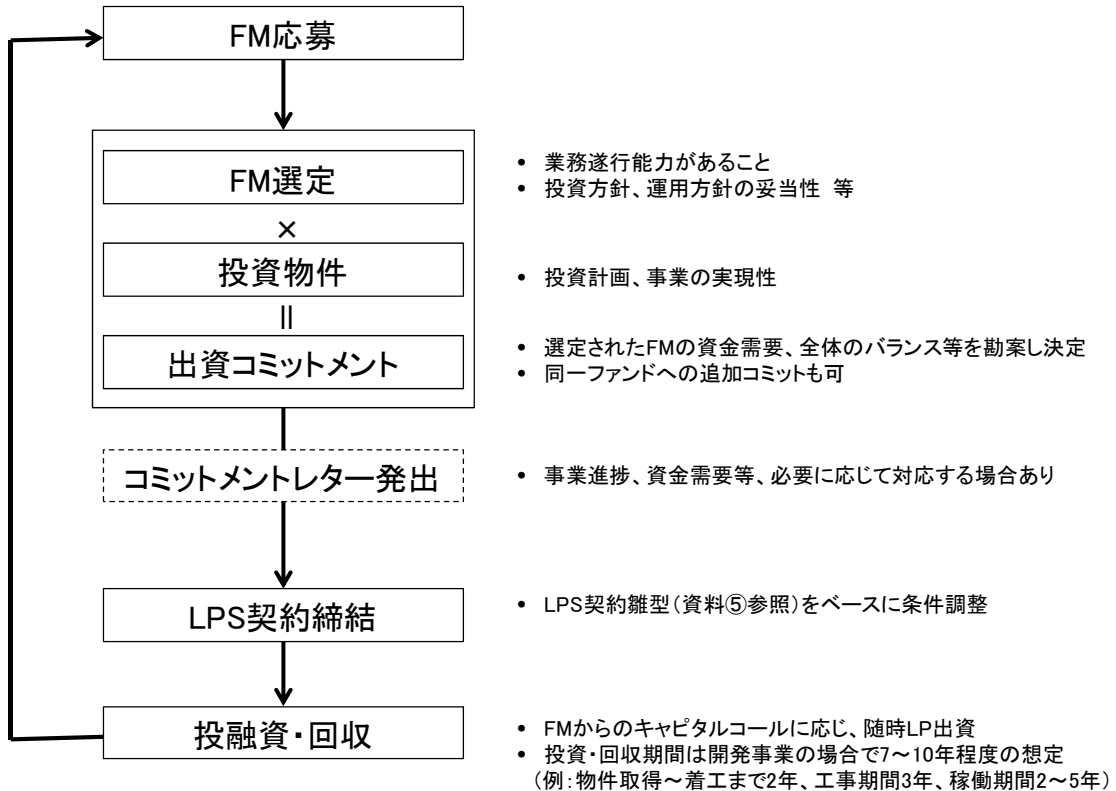 FM応募
FM選定
• 業務遂行能力があること
• 投資方針、運用方針の妥当性 等
×
投資物件
• 投資計画、事業の実現性
||
出資コミットメント
• 選定されたFMの資金需要、全体のバランス等を勘案し決定
• 同一ファンドへの追加コミットも可
コミットメントレター発出
• 事業進捗、資金需要等、必要に応じて対応する場合あり
LPS契約締結
• LPS契約雛型(資料⑤参照)をベースに条件調整
投融資・回収
• FMからのキャピタルコールに応じ、随時LP出資
• 投資・回収期間は開発事業の場合で7～10年程度の想定
(例:物件取得～着工まで2年、工事期間3年、稼働期間2～5年)